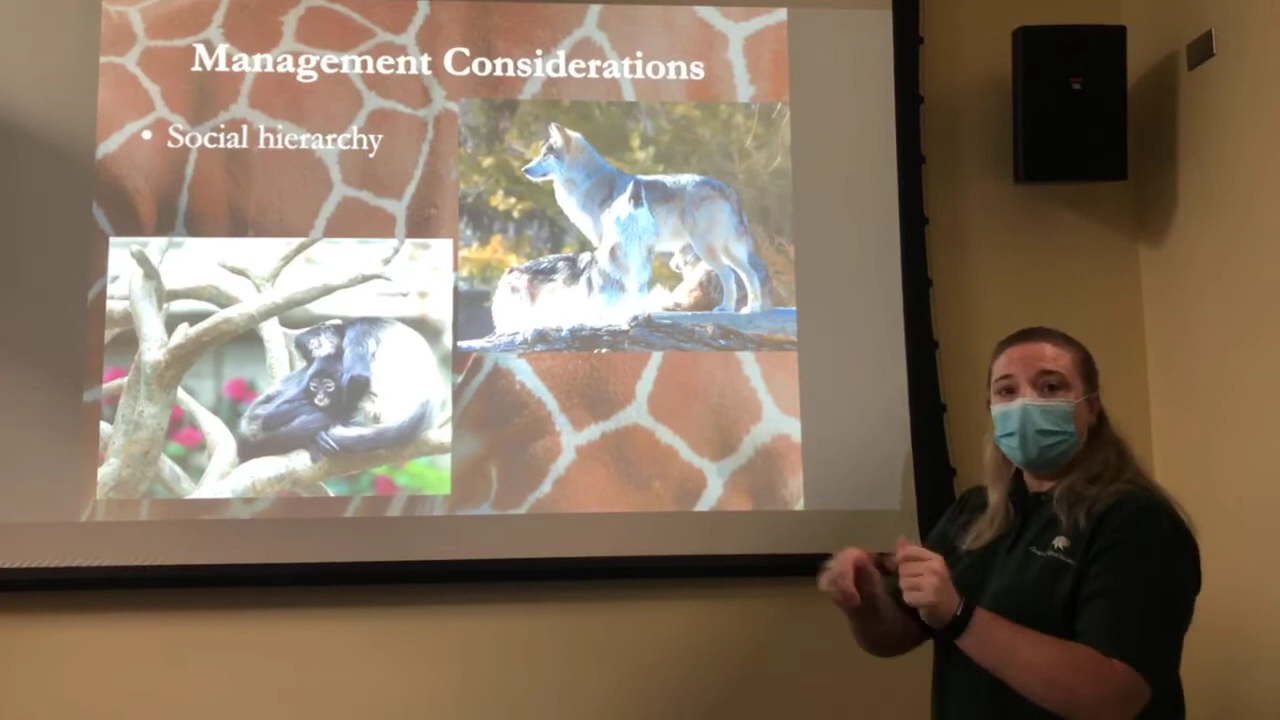 Management Considerations
• Social hierarchy